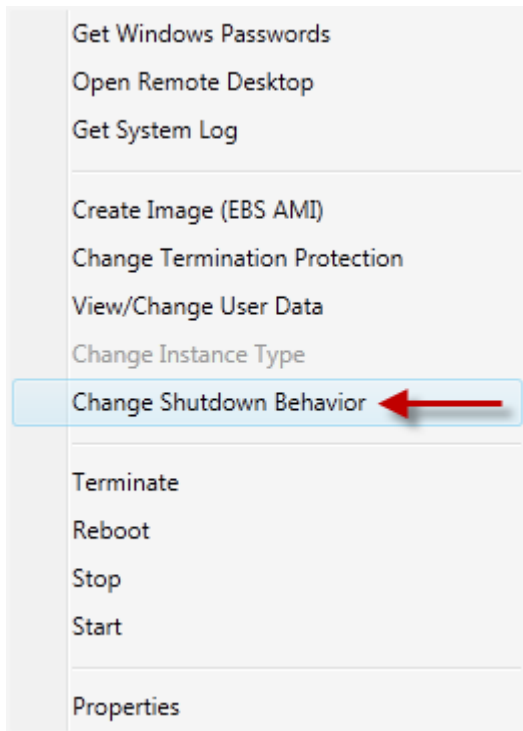 Get Windows Passwords
Open Remote Desktop
Get System Log
Create Image (EBS AMI)
Change Termination Protection
View/Change User Data
Change Instance Type
Change Shutdown Behavior
Terminate
Reboot
Stop
Start
Properties